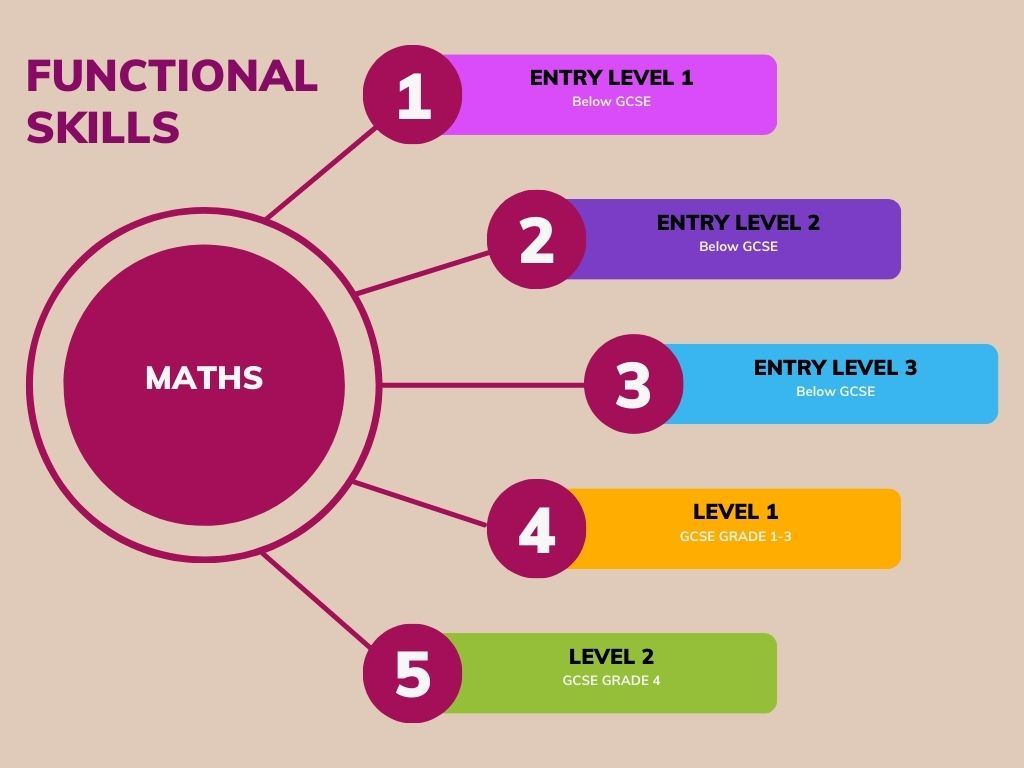 FUNCTIONAL
SKILLS
MATHS
1
ENTRY LEVEL 1
Below GCSE
2
ENTRY LEVEL 2
Below GCSE
3
ENTRY LEVEL 3
Below GCSE
4
LEVEL 1
GCSE GRADE 1-3
5
LEVEL 2
GCSE GRADE 4